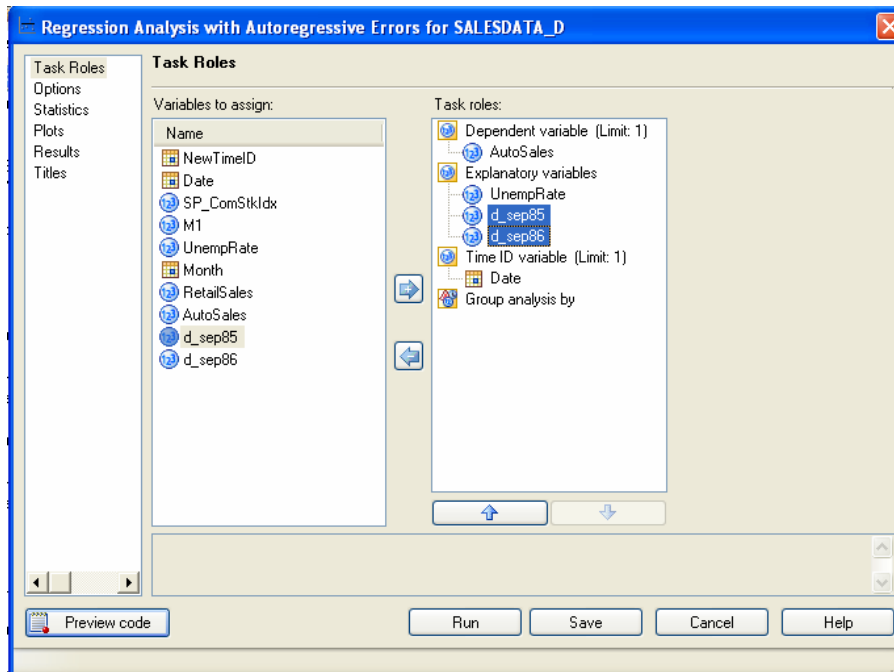 Regression Analysis with Autoregressive Errors for SALESDATA_D
Task Roles
Options
Statistics
Plots
Results
Titles
Task Roles
Variables to assign:
Name
NewTimeID
Date
SP_ComStkIdx
M1
UnempRate
Month
RetailSales
AutoSales
d_sep85
d_sep86
Task roles:
Dependent variable (Limit: 1)
AutoSales
Explanatory variables
UnempRate
d_sep85
d_sep86
Time ID variable (Limit: 1)
Date
Group analysis by
Preview code
Run
Save
Cancel
Help